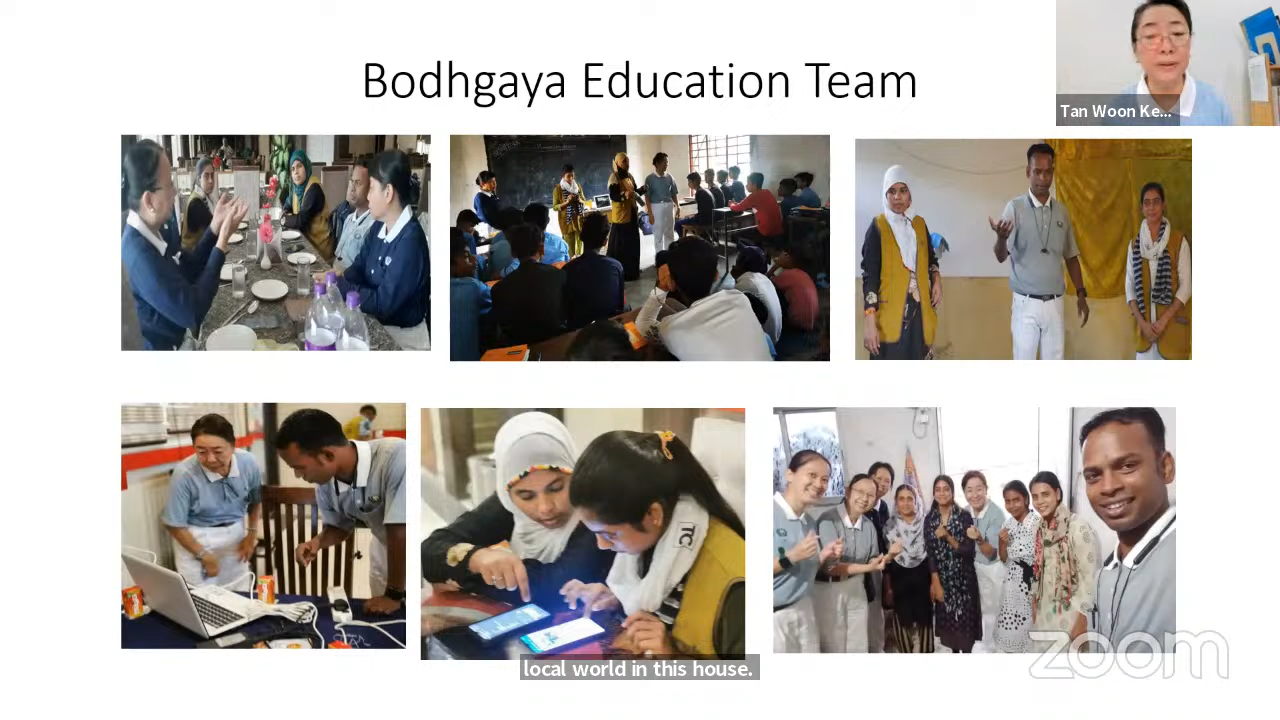 Bodhgaya Education Team
Tan Woon Ke...
TC
local world in this house.
zoom